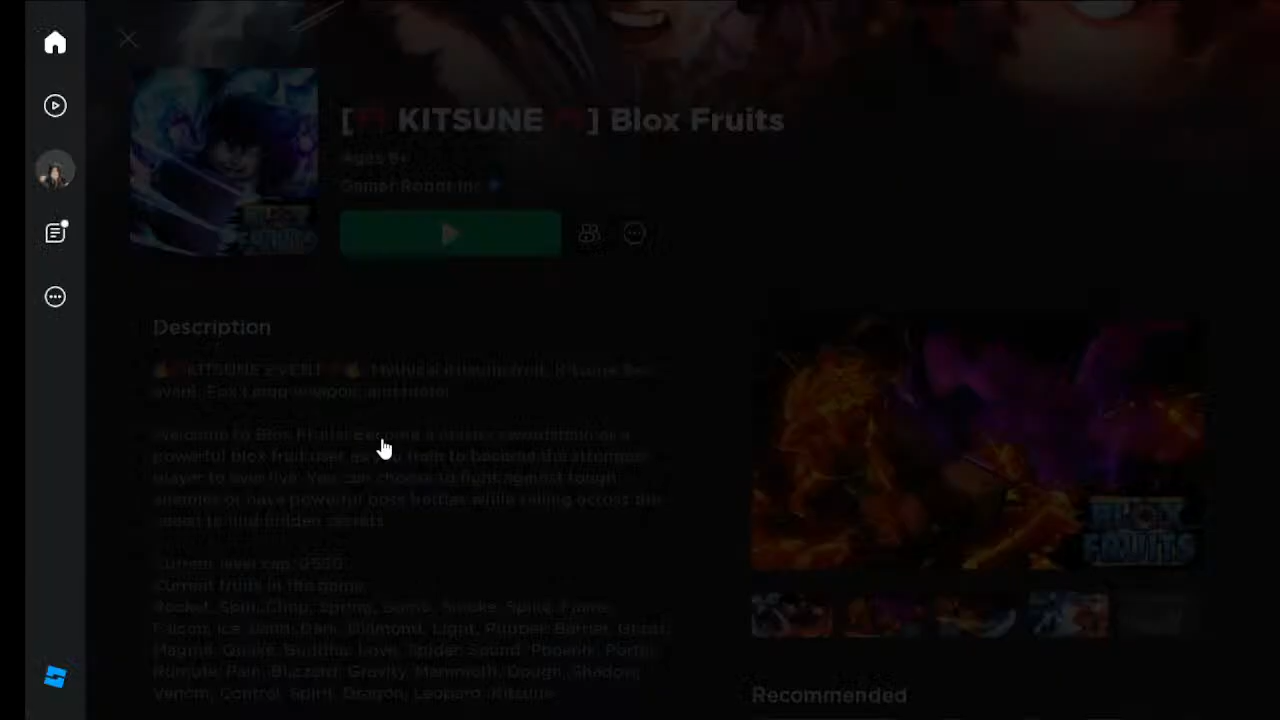 [ KITSUNE ] Blox Fruits
Ages 9+
Gamer Robot Inc
Description
KITSUNE EVENT Mythical Kitsune fruit, Kitsune Sea
event, Fox Lamp weapon, and more!
Welcome to Blox Fruits! Become a master swordsman or a
powerful blox fruit user as you train to become the strongest
player to ever live. You can choose to fight against tough
enemies or have powerful boss battles while sailing across the
ocean to find hidden secrets.
Current level cap:
Current fruits in the game:
Rocket, Spin, Chop, Spring, Bomb, Smoke, Spike, Flame,
Falcon, Ice, Sand, Dark, Diamond, Light, Rubber, Barrier, Ghost,
Magma, Quake, Buddha, Love, Spider, Sound, Phoenix, Portal,
Rumble, Pain, Blizzard, Gravity, Mammoth, Dough, Shadow,
Venom, Control, Spirit, Dragon, Leopard, Kitsune
BLOX
FRUITS
BLOX
FRUITS
Recommended